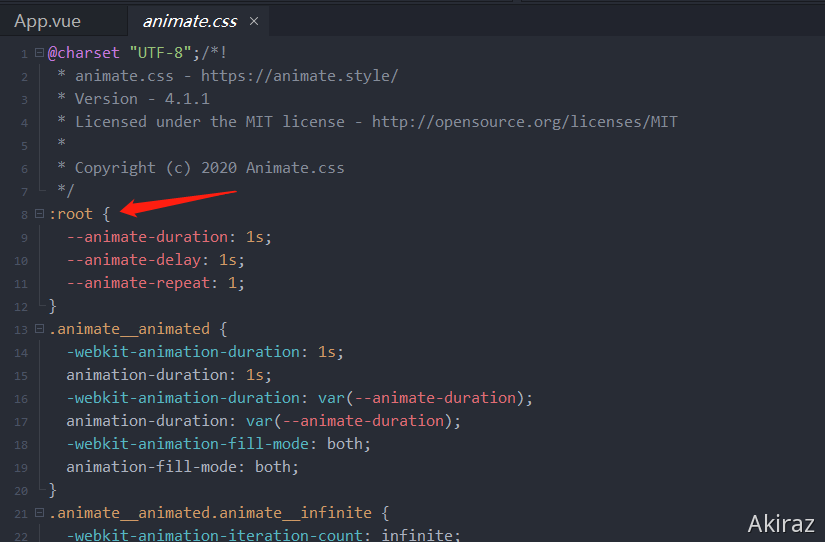 App.vue animate.css ×
1 @charset "UTF-8";/*!
2 * animate.css - https://animate.style/
3 * Version - 4.1.1
4 * Licensed under the MIT license - http://opensource.org/licenses/MIT
5 *
6 * Copyright (c) 2020 Animate.css
7 */
8 :root {
9 --animate-duration: 1s;
10 --animate-delay: 1s;
11 --animate-repeat: 1;
12 }
13 .animate__animated {
14 -webkit-animation-duration: 1s;
15 animation-duration: 1s;
16 -webkit-animation-duration: var(--animate-duration);
17 animation-duration: var(--animate-duration);
18 -webkit-animation-fill-mode: both;
19 animation-fill-mode: both;
20 }
21 .animate__animated.animate__infinite {
22 -webkit-animation-iteration-count: infinite;
Akiraz